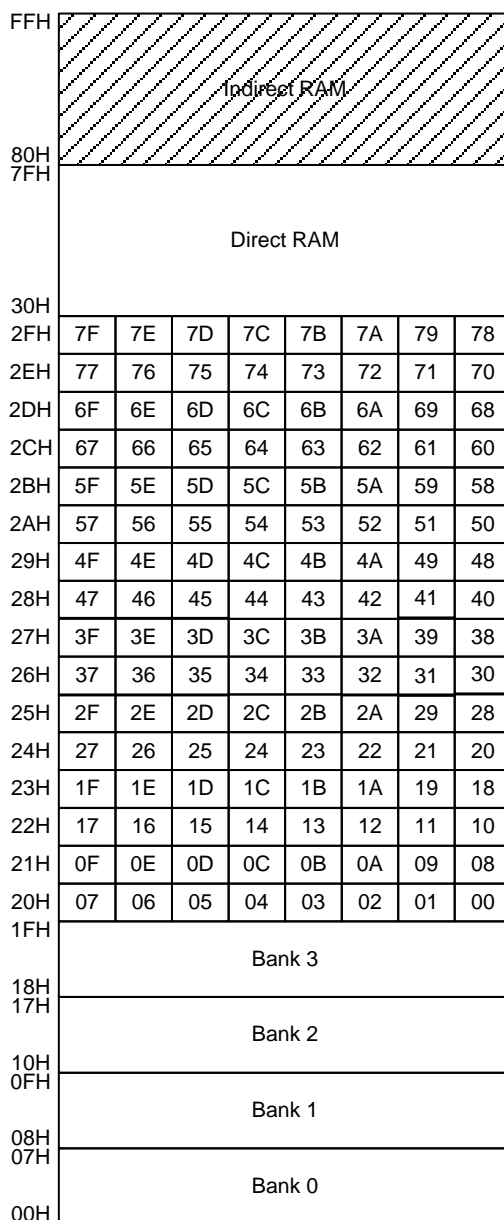 FFH
Indirect RAM
80H
7FH
Direct RAM
30H
2FH 7F 7E 7D 7C 7B 7A 79 78
2EH 77 76 75 74 73 72 71 70
2DH 6F 6E 6D 6C 6B 6A 69 68
2CH 67 66 65 64 63 62 61 60
2BH 5F 5E 5D 5C 5B 5A 59 58
2AH 57 56 55 54 53 52 51 50
29H 4F 4E 4D 4C 4B 4A 49 48
28H 47 46 45 44 43 42 41 40
27H 3F 3E 3D 3C 3B 3A 39 38
26H 37 36 35 34 33 32 31 30
25H 2F 2E 2D 2C 2B 2A 29 28
24H 27 26 25 24 23 22 21 20
23H 1F 1E 1D 1C 1B 1A 19 18
22H 17 16 15 14 13 12 11 10
21H 0F 0E 0D 0C 0B 0A 09 08
20H 07 06 05 04 03 02 01 00
1FH
Bank 3
18H
17H
Bank 2
10H
0FH
Bank 1
08H
07H
Bank 0
00H